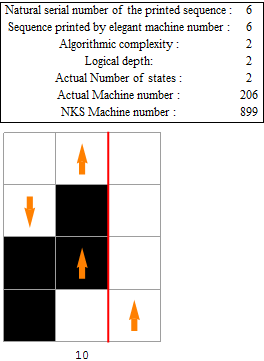 Natural serial number of the printed sequence : 6
Sequence printed by elegant machine number : 6
Algorithmic complexity : 2
Logical depth: 2
Actual Number of states : 2
Actual Machine number : 206
NKS Machine number : 899
10